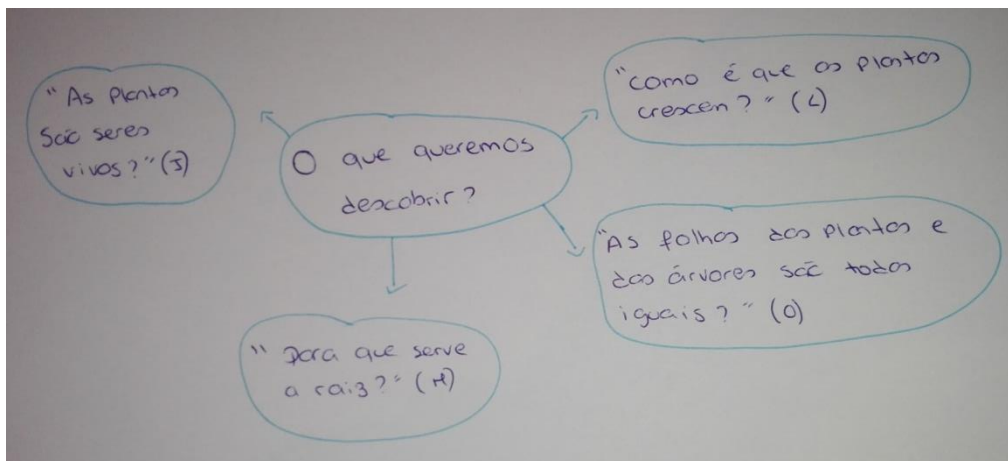 "As plantas
são seres
vivos?" (J)
O que queremos
descobrir?
"Como é que as plantas
crescem?" (L)
"As folhas das plantas e
das árvores são todas
iguais?" (O)
"Para que serve
a raiz?" (M)